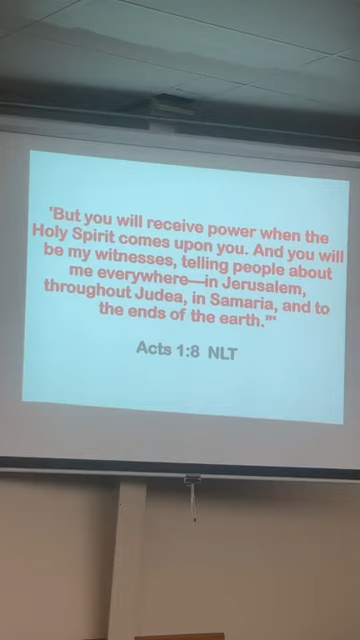 'But you will receive power when the
Holy Spirit comes upon you. And you will
be my witnesses, telling people about
me everywhere—in Jerusalem,
throughout Judea, in Samaria, and to
the ends of the earth.'"
Acts 1:8 NLT